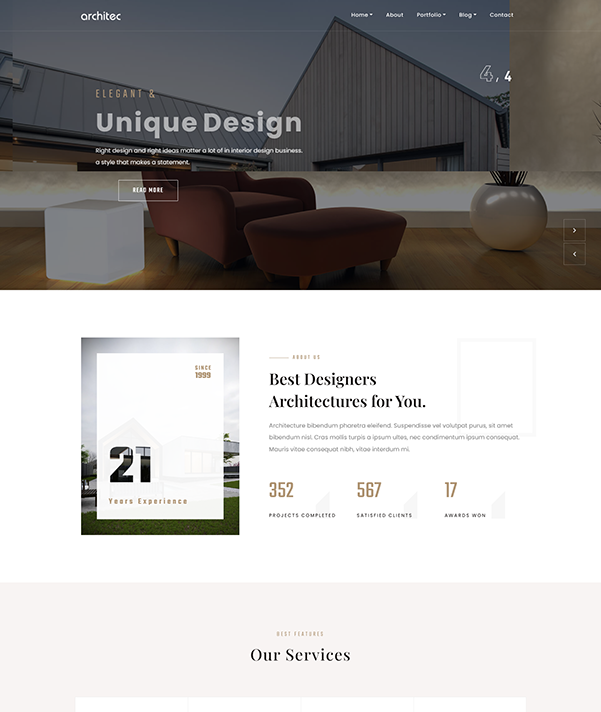 architec
Home About Portfolio Blog Contact
4/ 4
ELEGANT &
Unique Design
Right design and right ideas matter a lot of in interior design business.
a style that makes a statement.
READ MORE
SINCE
1999
21
Years Experience
ABOUT US
Best Designers
Architectures for You.
Architecture bibendum pharetra eleifend. Suspendisse vel volutpat purus, sit amet
bibendum nisl. Cras mollis turpis a ipsum ultes, nec condimentum ipsum consequat.
Mauris vitae consequat nibh, vitae interdum mi.
352 567 17
PROJECTS COMPLETED SATISFIED CLIENTS AWARDS WON
BEST FEATURES
Our Services